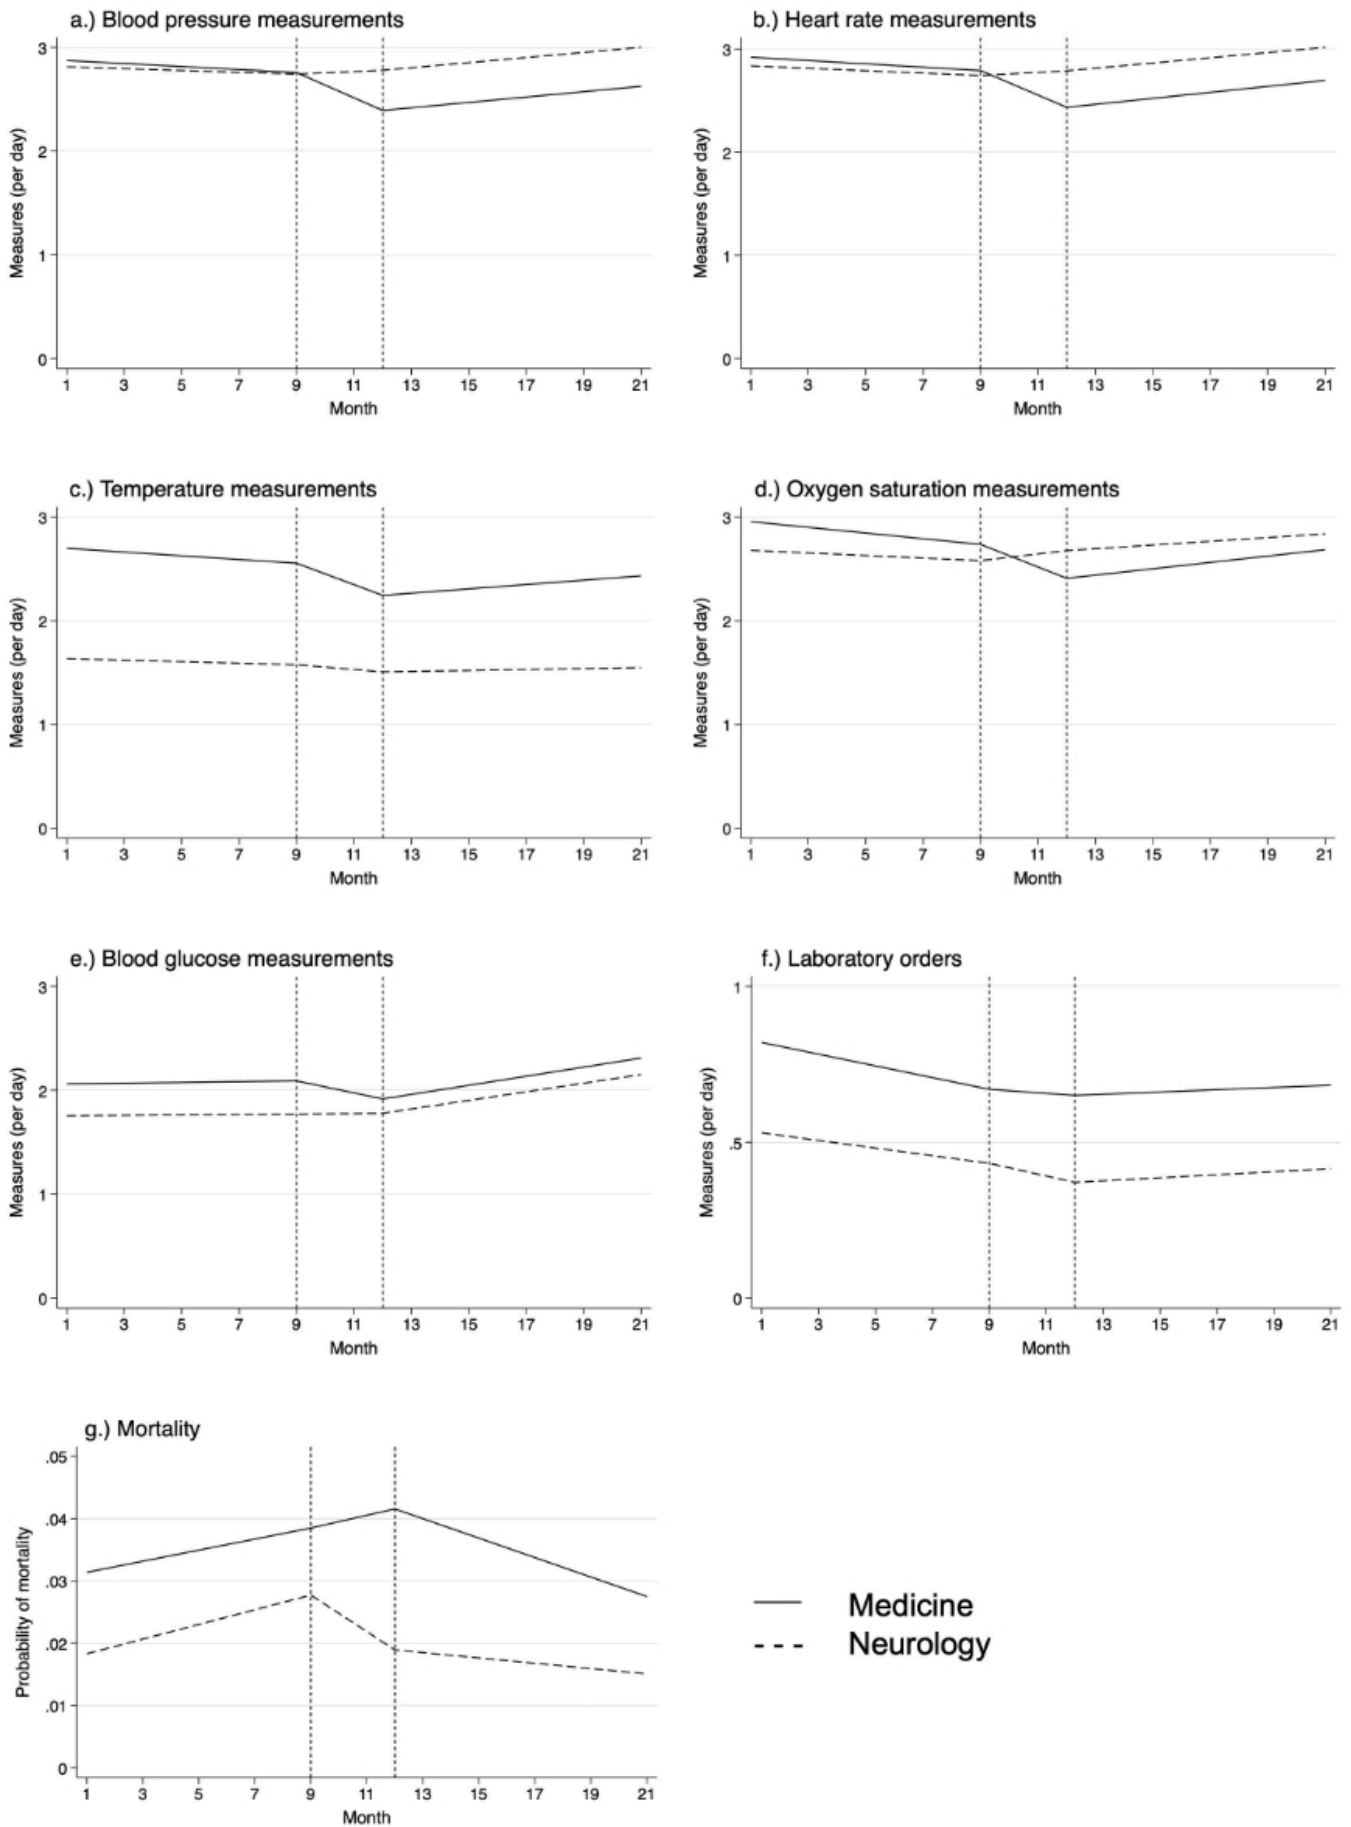 a.) Blood pressure measurements
3
2
1
0
Measures (per day)
1 3 5 7 9 11 13 15 17 19 21
Month
b.) Heart rate measurements
3
2
1
0
Measures (per day)
1 3 5 7 9 11 13 15 17 19 21
Month
c.) Temperature measurements
3
2
1
0
Measures (per day)
1 3 5 7 9 11 13 15 17 19 21
Month
d.) Oxygen saturation measurements
3
2
1
0
Measures (per day)
1 3 5 7 9 11 13 15 17 19 21
Month
e.) Blood glucose measurements
3
2
1
0
Measures (per day)
1 3 5 7 9 11 13 15 17 19 21
Month
f.) Laboratory orders
1
.5
0
Measures (per day)
1 3 5 7 9 11 13 15 17 19 21
Month
g.) Mortality
.05
.04
.03
.02
.01
0
Probability of mortality
1 3 5 7 9 11 13 15 17 19 21
Month
Medicine
Neurology